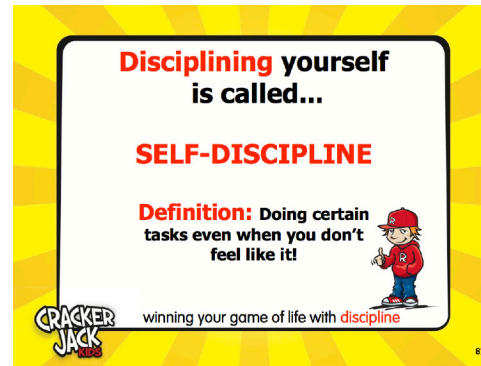 Disciplining yourself
is called...
SELF-DISCIPLINE
Definition: Doing certain
tasks even when you don't
feel like it!
R
R
winning your game of life with discipline
CRACKER
JACK
KIDS